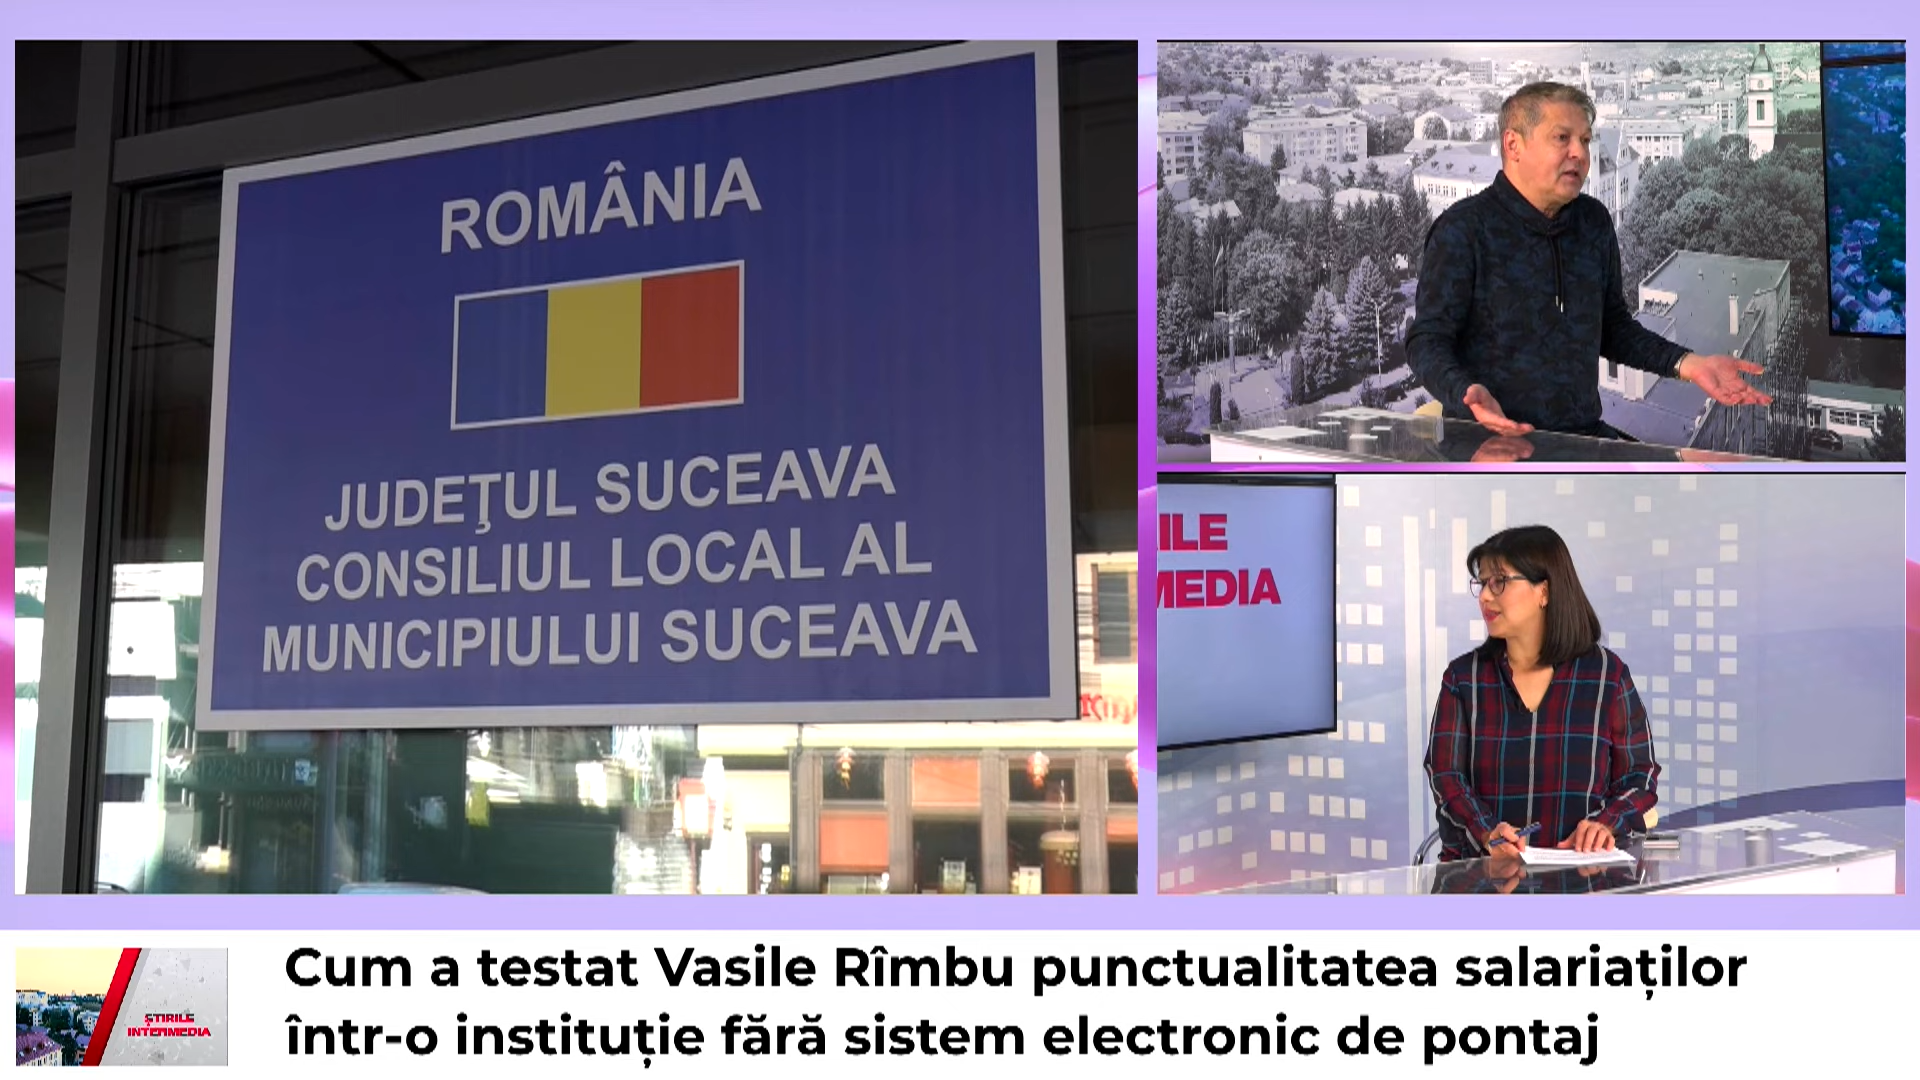 ROMÂNIA
JUDEŢUL SUCEAVA
CONSILIUL LOCAL AL
MUNICIPIULUI SUCEAVA
ILE
MEDIA
ȘTIRILE
INTERMEDIA
Cum a testat Vasile Rîmbu punctualitatea salariaților
într-o instituție fără sistem electronic de pontaj